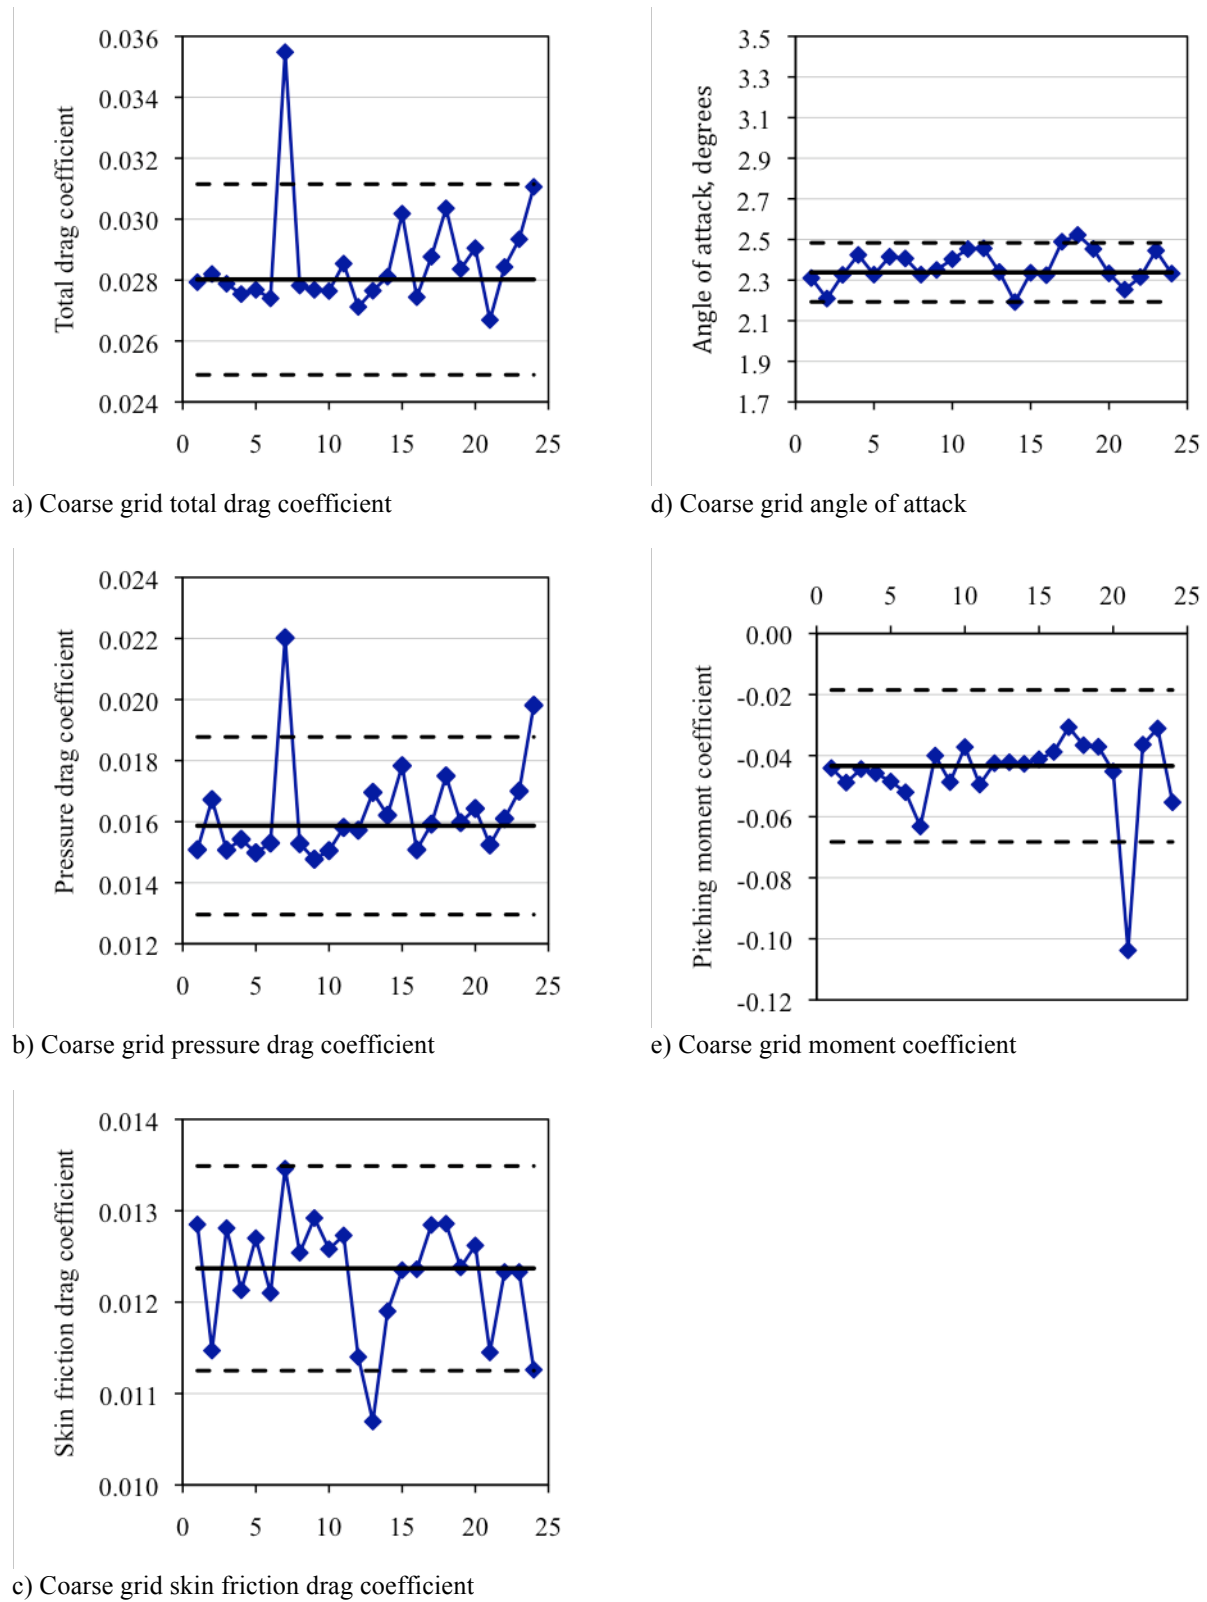 Total drag coefficient
0.036
0.034
0.032
0.030
0.028
0.026
0.024
0 5 10 15 20 25
a) Coarse grid total drag coefficient
Angle of attack, degrees
3.5
3.3
3.1
2.9
2.7
2.5
2.3
2.1
1.9
1.7
0 5 10 15 20 25
d) Coarse grid angle of attack
Pressure drag coefficient
0.024
0.022
0.020
0.018
0.016
0.014
0.012
0 5 10 15 20 25
b) Coarse grid pressure drag coefficient
0 5 10 15 20 25
Pitching moment coefficient
0.00
-0.02
-0.04
-0.06
-0.08
-0.10
-0.12
e) Coarse grid moment coefficient
Skin friction drag coefficient
0.014
0.013
0.012
0.011
0.010
0 5 10 15 20 25
c) Coarse grid skin friction drag coefficient